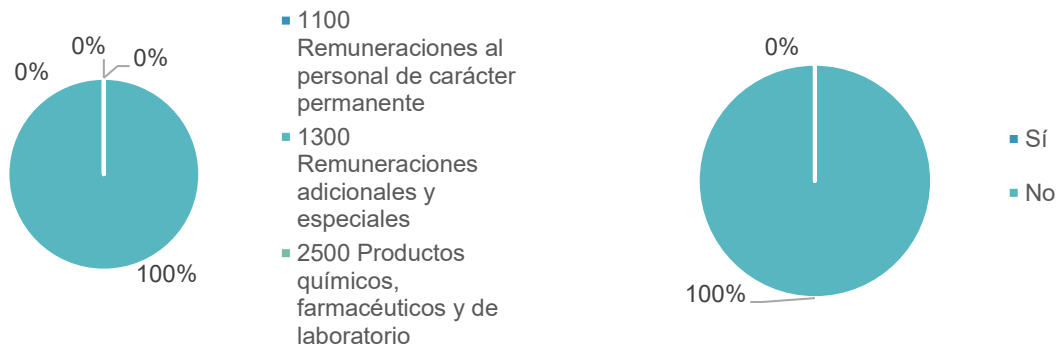 0%
0%
0%
100%
1100
Remuneraciones al
personal de carácter
permanente
1300
Remuneraciones
adicionales y
especiales
2500 Productos
químicos,
farmacéuticos y de
laboratorio
0%
100%
Sí
No